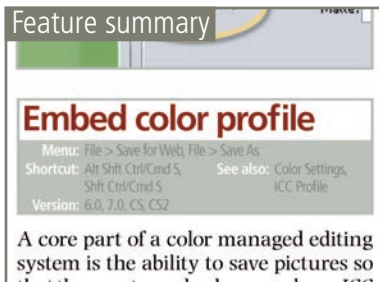 Feature summary
Embed color profile
Menu: File > Save for Web, File > Save As
Shortcut: Alt Shft Ctrl/Cmd S, See also: Color Settings,
Shft Ctrl/Cmd S ICC Profile
Version: 6.0, 7.0, CS, CS2
A core part of a color managed editing
system is the ability to save pictures so